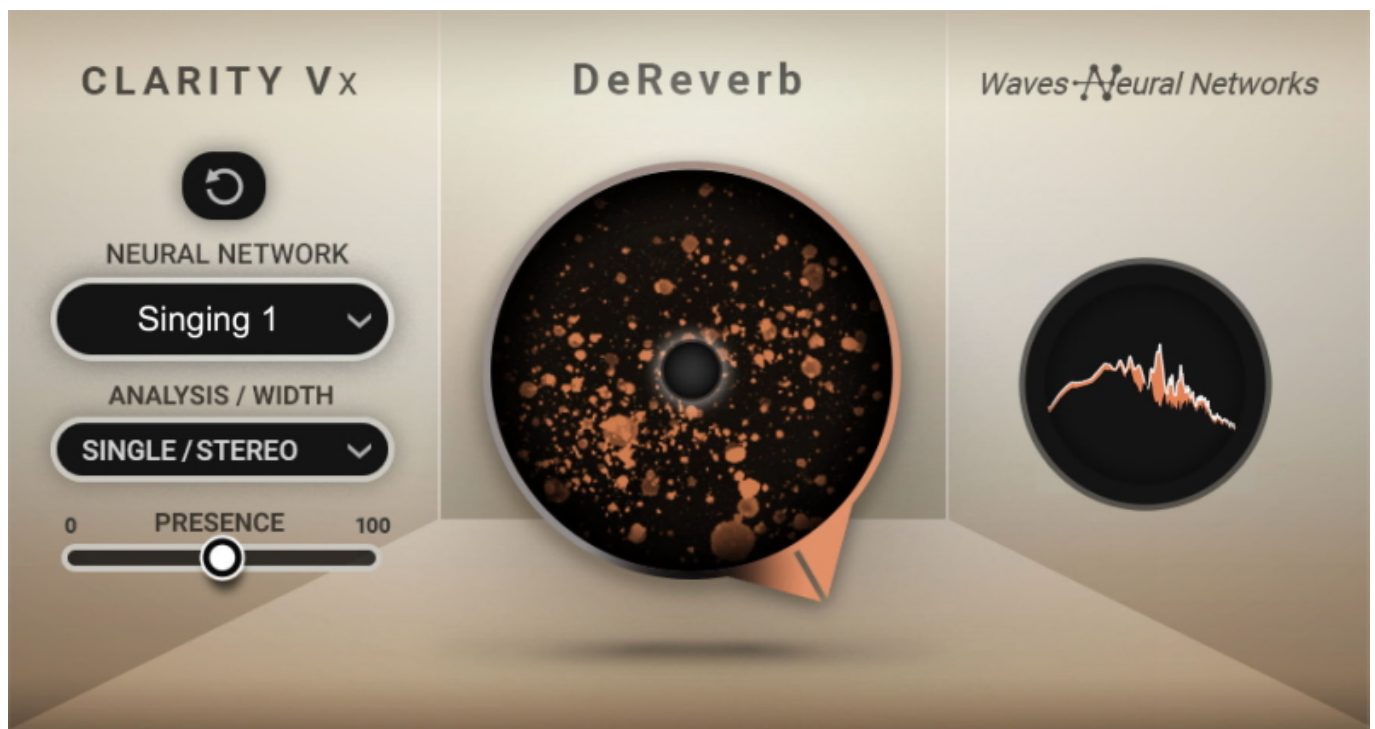 CLARITY Vx
DeReverb
Waves Neural Networks
NEURAL NETWORK
Singing 1
ANALYSIS / WIDTH
SINGLE / STEREO
0 PRESENCE 100